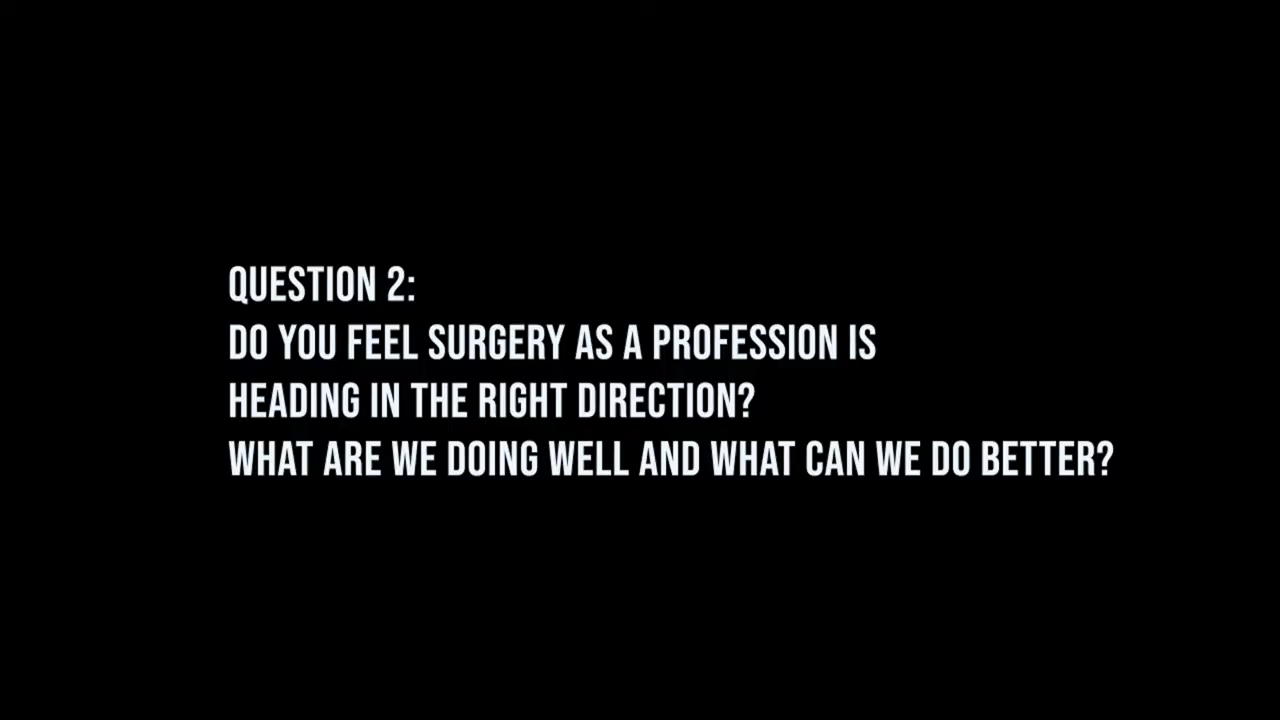 QUESTION 2:
DO YOU FEEL SURGERY AS A PROFESSION IS
HEADING IN THE RIGHT DIRECTION?
WHAT ARE WE DOING WELL AND WHAT CAN WE DO BETTER?